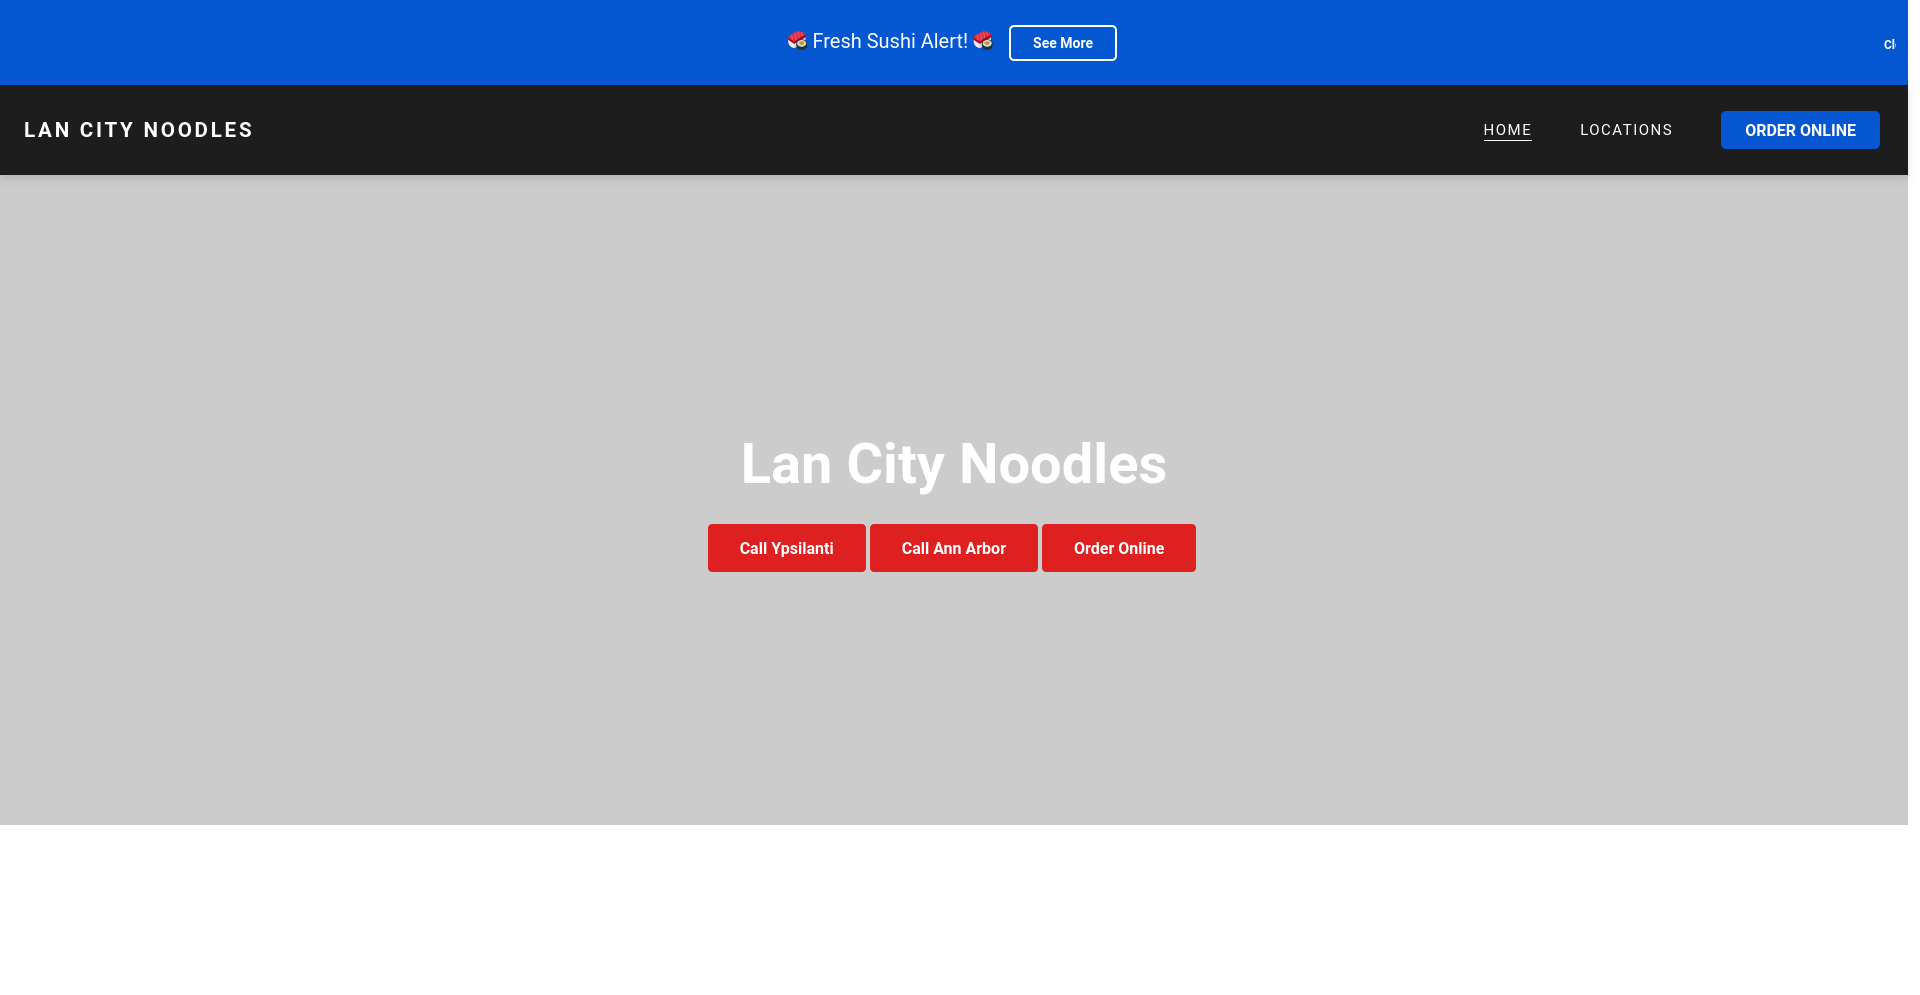 🍣 Fresh Sushi Alert! 🍣 See More
LAN CITY NOODLES HOME LOCATIONS ORDER ONLINE
Lan City Noodles
Call Ypsilanti Call Ann Arbor Order Online